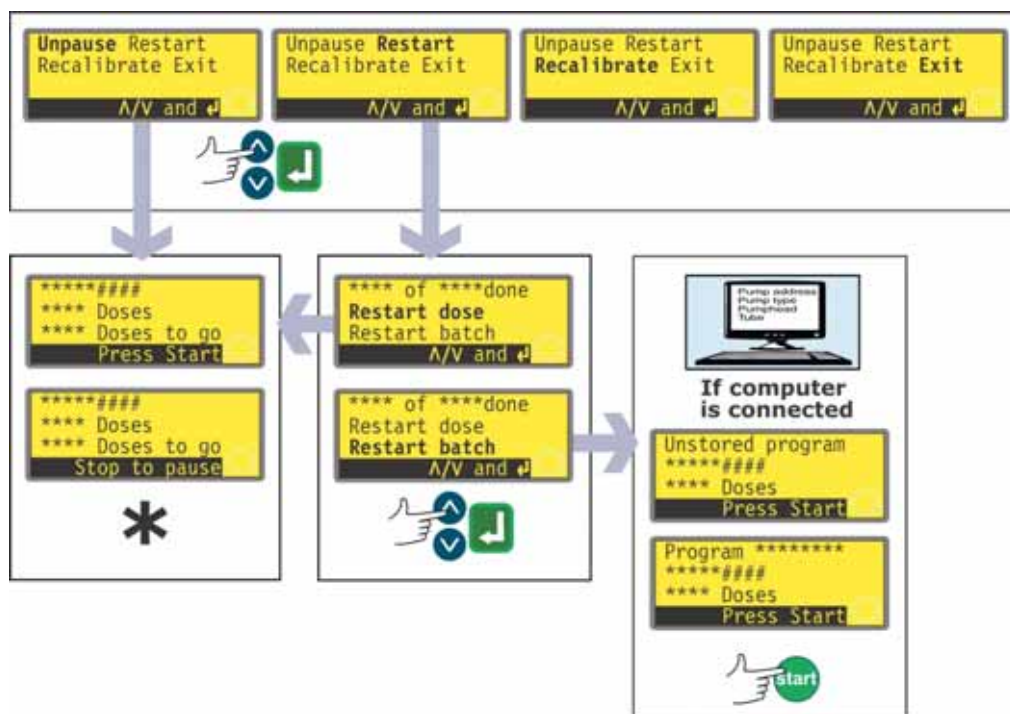 Unpause Restart
Recalibrate Exit
Λ/V and ↲
Unpause Restart
Recalibrate Exit
Λ/V and ↲
Unpause Restart
Recalibrate Exit
Λ/V and ↲
Unpause Restart
Recalibrate Exit
Λ/V and ↲
*****####
**** Doses
**** Doses to go
Press Start
*****####
**** Doses
**** Doses to go
Stop to pause
*
**** of ****done
Restart dose
Restart batch
Λ/V and ↲
**** of ****done
Restart dose
Restart batch
Λ/V and ↲
Pump address
Pump type
Pumphead
Tube
If computer
is connected
Unstored program
*****####
**** Doses
Press Start
Program ********
*****####
**** Doses
Press Start
start